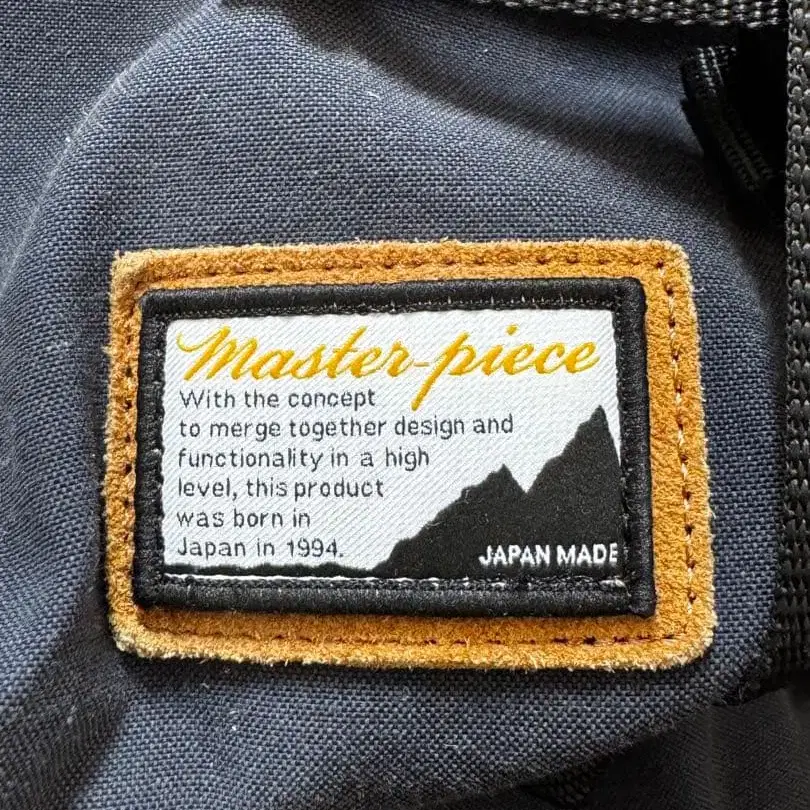 Master-piece
With the concept
to merge together design and
functionality in a high
level, this product
was born in
Japan in 1994.
JAPAN MADE